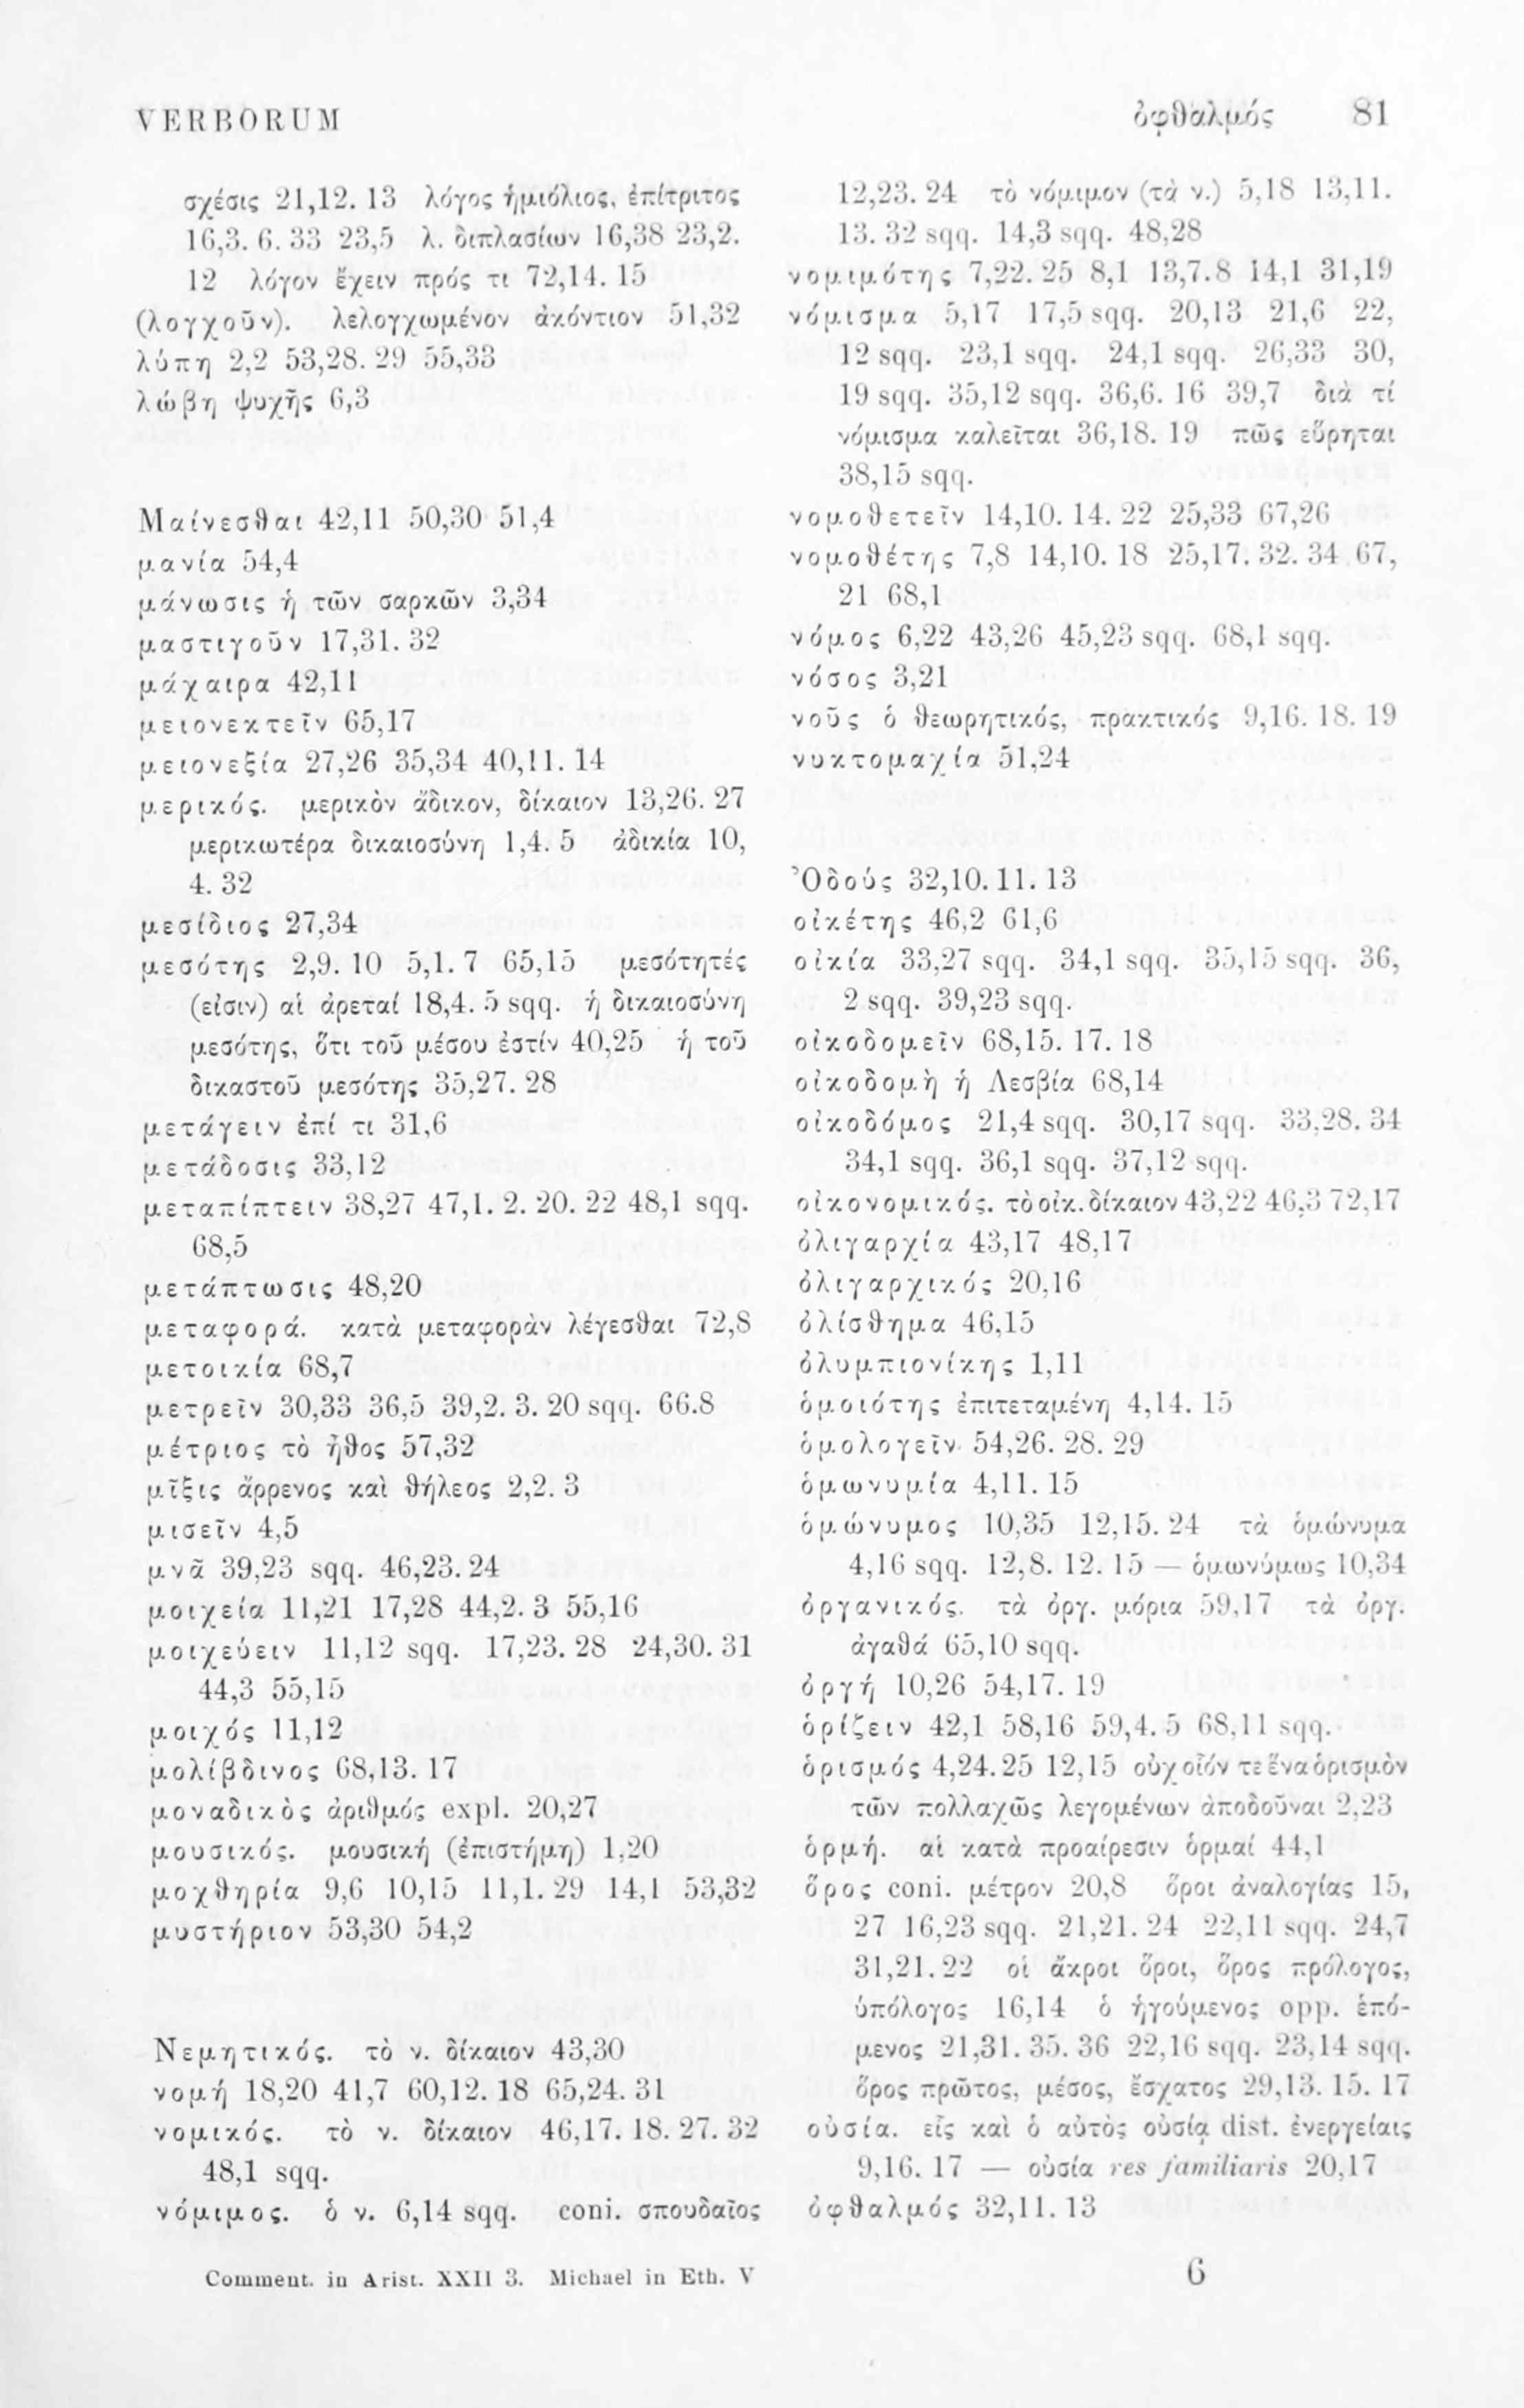 VERBORUM
ὀφθαλμός 81
σχέσις 21,12. 13 λόγος ἡμιόλιος, ἐπίτριτος
16,3. 6. 33 23,5 λ. διπλασίων 16,38 23,2.
12 λόγον ἔχειν πρός τι 72,14. 15
(λογχοῦν). λελογχωμένον ἀκόντιον 51,32
λύπη 2,2 53,28. 29 55,33
λώβη ψυχῆς 6,3
Μαίνεσθαι 42,11 50,30 51,4
μανία 54,4
μάνωσις ἡ τῶν σαρκῶν 3,34
μαστιγοῦν 17,31. 32
μάχαιρα 42,11
μειονεκτεῖν 65,17
μειονεξία 27,26 35,34 40,11. 14
μερικός. μερικὸν ἄδικον, δίκαιον 13,26. 27
μερικωτέρα δικαιοσύνη 1,4. 5 ἀδικία 10,
4. 32
μεσίδιος 27,34
μεσότης 2,9. 10 5,1. 7 65,15 μεσότητές
(εἰσιν) αἱ ἀρεταί 18,4. 5 sqq. ἡ δικαιοσύνη
μεσότης, ὅτι τοῦ μέσου ἐστίν 40,25 ἡ τοῦ
δικαστοῦ μεσότης 35,27. 28
μετάγειν ἐπί τι 31,6
μετάδοσις 33,12
μεταπίπτειν 38,27 47,1. 2. 20. 22 48,1 sqq.
68,5
μετάπτωσις 48,20
μεταφορά. κατὰ μεταφορὰν λέγεσθαι 72,8
μετοικία 68,7
μετρεῖν 30,33 36,5 39,2. 3. 20 sqq. 66.8
μέτριος τὸ ἦθος 57,32
μῖξις ἄρρενος καὶ θήλεος 2,2. 3
μισεῖν 4,5
μνᾶ 39,23 sqq. 46,23. 24
μοιχεία 11,21 17,28 44,2. 3 55,16
μοιχεύειν 11,12 sqq. 17,23. 28 24,30. 31
44,3 55,15
μοιχός 11,12
μολίβδινος 68,13. 17
μοναδικὸς ἀριθμός expl. 20,27
μουσικός. μουσική (ἐπιστήμη) 1,20
μοχθηρία 9,6 10,15 11,1. 29 14,1 53,32
μυστήριον 53,30 54,2
Νεμητικός. τὸ ν. δίκαιον 43,30
νομή 18,20 41,7 60,12. 18 65,24. 31
νομικός. τὸ ν. δίκαιον 46,17. 18. 27. 32
48,1 sqq.
νόμιμος. ὁ ν. 6,14 sqq. coni. σπουδαῖος
12,23. 24 τὸ νόμιμον (τὰ ν.) 5,18 13,11.
13. 32 sqq. 14,3 sqq. 48,28
νομιμότης 7,22. 25 8,1 13,7. 8 14,1 31,19
νόμισμα 5,17 17,5 sqq. 20,13 21,6 22,
12 sqq. 23,1 sqq. 24,1 sqq. 26,33 30,
19 sqq. 35,12 sqq. 36,6. 16 39,7 διὰ τί
νόμισμα καλεῖται 36,18. 19 πῶς εὕρηται
38,15 sqq.
νομοθετεῖν 14,10. 14. 22 25,33 67,26
νομοθέτης 7,8 14,10. 18 25,17. 32. 34 67,
21 68,1
νόμος 6,22 43,26 45,23 sqq. 68,1 sqq.
νόσος 3,21
νοῦς ὁ θεωρητικός, πρακτικός 9,16. 18. 19
νυκτομαχία 51,24
Ὀδούς 32,10. 11. 13
οἰκέτης 46,2 61,6
οἰκία 33,27 sqq. 34,1 sqq. 35,15 sqq. 36,
2 sqq. 39,23 sqq.
οἰκοδομεῖν 68,15. 17. 18
οἰκοδομὴ ἡ Λεσβία 68,14
οἰκοδόμος 21,4 sqq. 30,17 sqq. 33,28. 34
34,1 sqq. 36,1 sqq. 37,12 sqq.
οἰκονομικός. τὸ οἰκ. δίκαιον 43,22 46,3 72,17
ὀλιγαρχία 43,17 48,17
ὀλιγαρχικός 20,16
ὀλίσθημα 46,15
ὀλυμπιονίκης 1,11
ὁμοιότης ἐπιτεταμένη 4,14. 15
ὁμολογεῖν 54,26. 28. 29
ὁμωνυμία 4,11. 15
ὁμώνυμος 10,35 12,15. 24 τὰ ὁμώνυμα
4,16 sqq. 12,8. 12. 15 — ὁμωνύμως 10,34
ὀργανικός. τὰ ὀργ. μόρια 59,17 τὰ ὀργ.
ἀγαθά 65,10 sqq.
ὀργή 10,26 54,17. 19
ὁρίζειν 42,1 58,16 59,4. 5 68,11 sqq.
ὁρισμός 4,24. 25 12,15 οὐχ οἷόν τε ἕνα ὁρισμὸν
τῶν πολλαχῶς λεγομένων ἀποδοῦναι 2,23
ὁρμή. αἱ κατὰ προαίρεσιν ὁρμαί 44,1
ὅρος coni. μέτρον 20,8 ὅροι ἀναλογίας 15,
27 16,23 sqq. 21,21. 24 22,11 sqq. 24,7
31,21. 22 οἱ ἄκροι ὅροι, ὅρος πρόλογος,
ὑπόλογος 16,14 ὁ ἡγούμενος opp. ἑπό-
μενος 21,31. 35. 36 22,16 sqq. 23,14 sqq.
ὅρος πρῶτος, μέσος, ἔσχατος 29,13. 15. 17
οὐσία. εἷς καὶ ὁ αὐτὸς οὐσίᾳ dist. ἐνεργείαις
9,16. 17 — οὐσία res familiaris 20,17
ὀφθαλμός 32,11. 13
Comment. in Arist. XXII 3. Michael in Eth. V
6